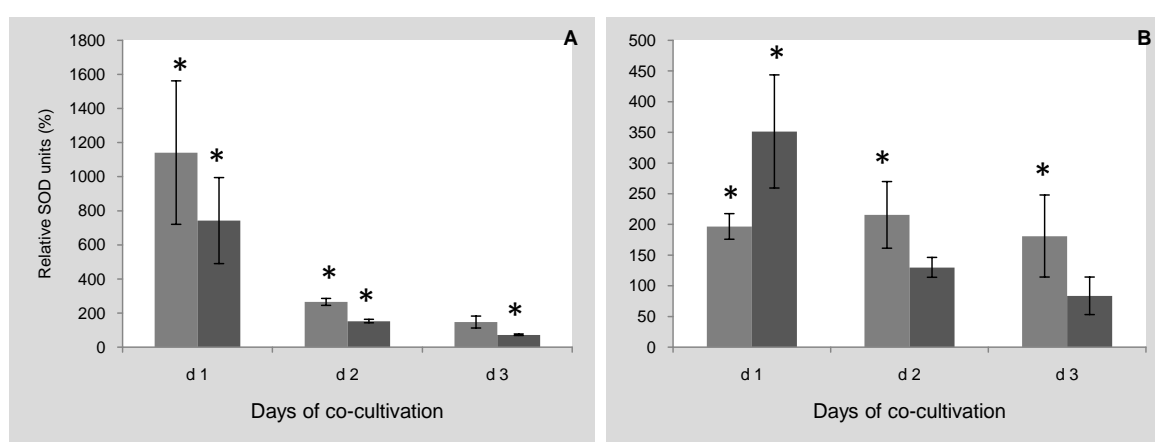 A
Relative SOD units (%)
1800
1600
1400
1200
1000
800
600
400
200
0
* * * * *
d 1 d 2 d 3
Days of co-cultivation
B
500
450
400
350
300
250
200
150
100
50
0
* * * *
d 1 d 2 d 3
Days of co-cultivation